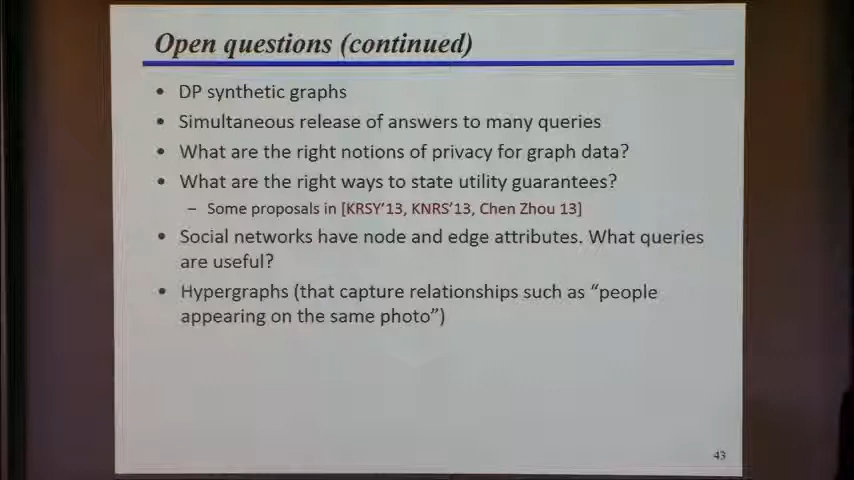 Open questions (continued)
• DP synthetic graphs
• Simultaneous release of answers to many queries
• What are the right notions of privacy for graph data?
• What are the right ways to state utility guarantees?
– Some proposals in [KRSY'13, KNRS'13, Chen Zhou 13]
• Social networks have node and edge attributes. What queries
are useful?
• Hypergraphs (that capture relationships such as “people
appearing on the same photo”)
43